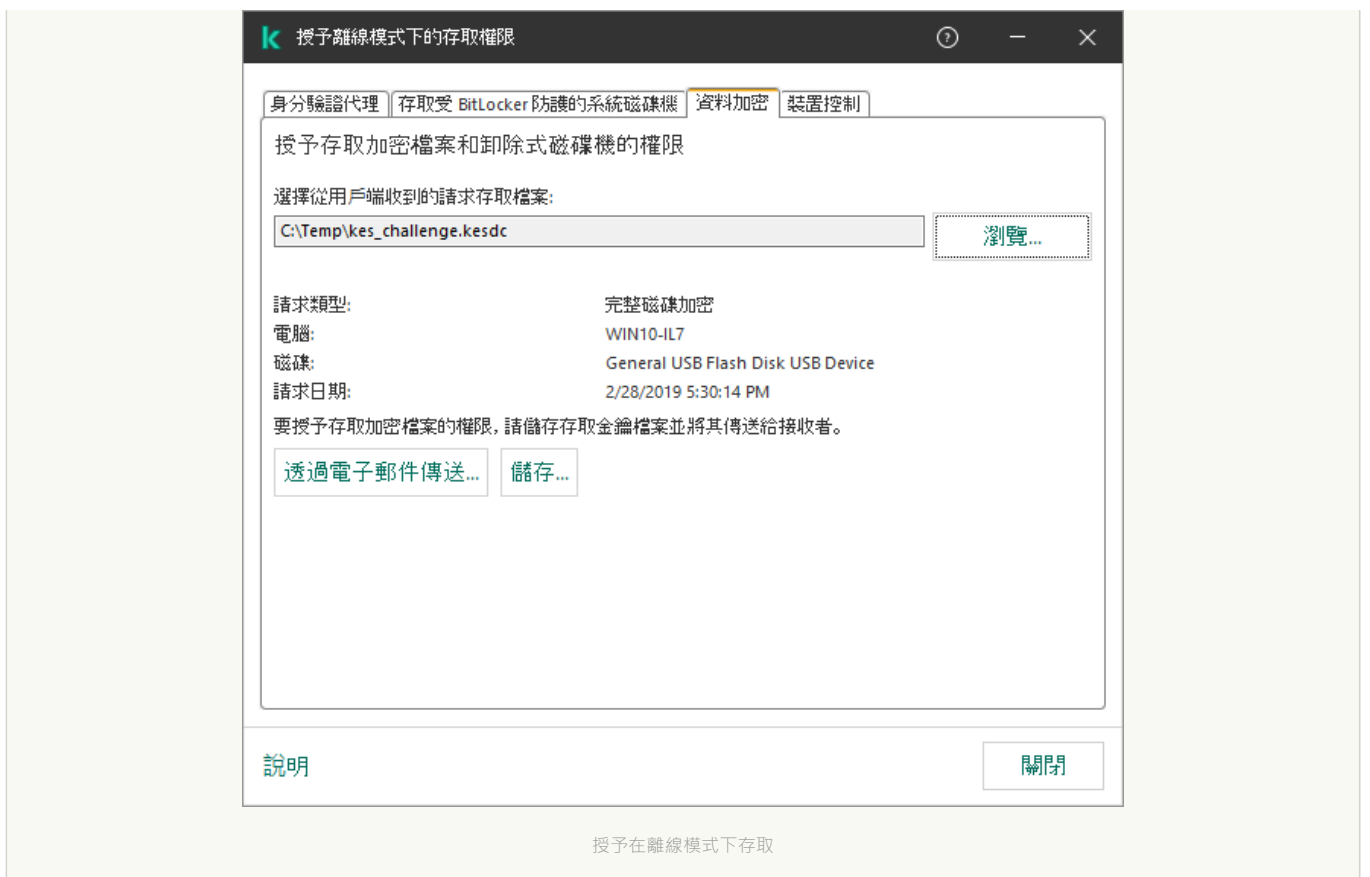 授予離線模式下的存取權限
身分驗證代理 存取受 BitLocker 防護的系統磁碟機 資料加密 裝置控制
授予存取加密檔案和卸除式磁碟機的權限
選擇從用戶端收到的請求存取檔案:
C:\Temp\kes_challenge.kesdc 瀏覽...
請求類型: 完整磁碟加密
電腦: WIN10-IL7
磁碟: General USB Flash Disk USB Device
請求日期: 2/28/2019 5:30:14 PM
要授予存取加密檔案的權限，請儲存存取金鑰檔案並將其傳送給接收者。
透過電子郵件傳送... 儲存...
說明 關閉
授予在離線模式下存取